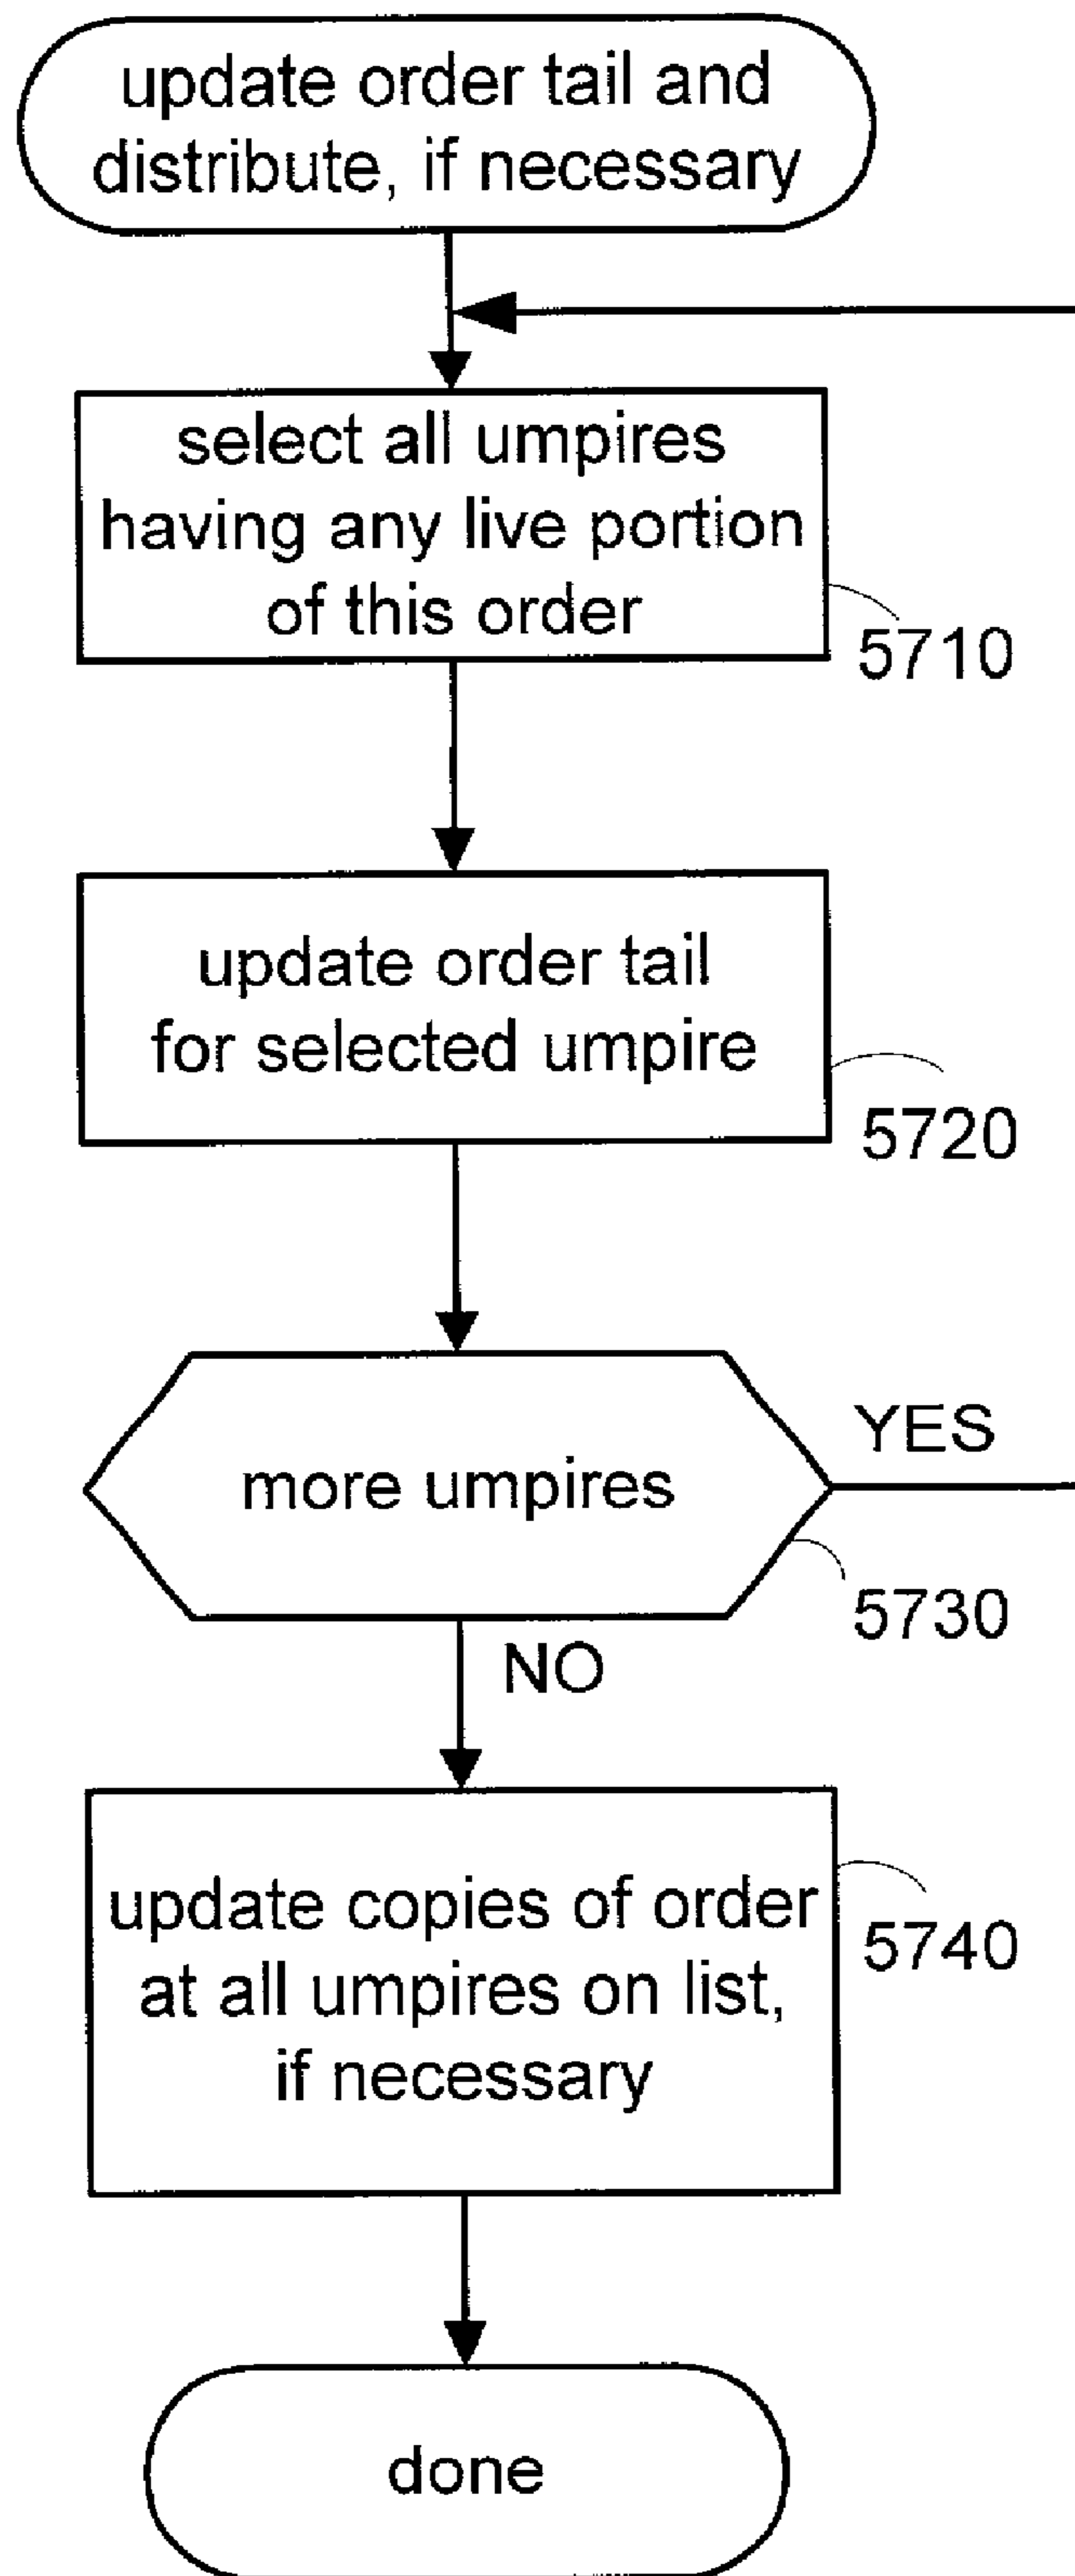 update order tail and
distribute, if necessary
select all umpires
having any live portion
of this order
5710
update order tail
for selected umpire
5720
more umpires
YES
5730
NO
update copies of order
at all umpires on list,
if necessary
5740
done